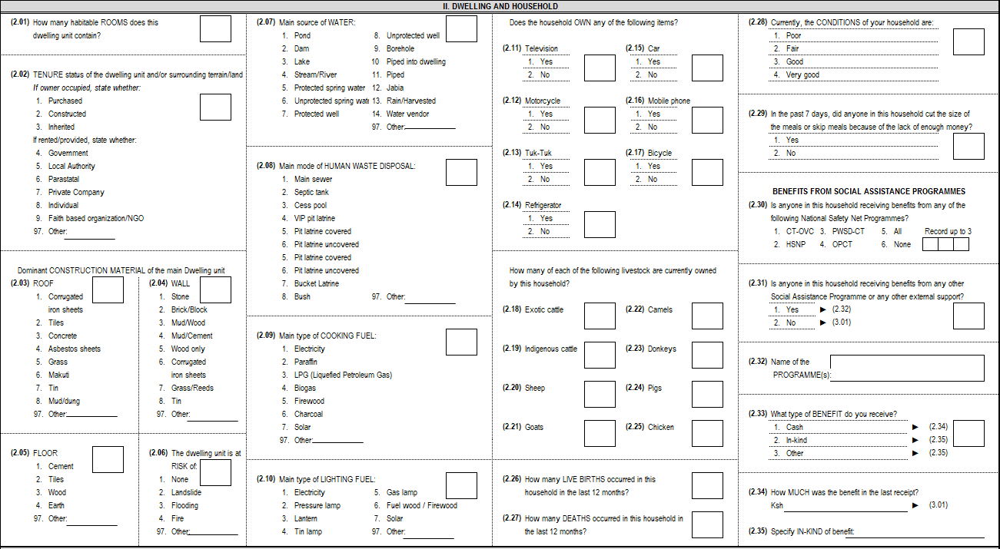 II. DWELLING AND HOUSEHOLD
(2.01) How many habitable ROOMS does this
dwelling unit contain?
(2.02) TENURE status of the dwelling unit and/or surrounding terrain/land
If owner occupied, state whether:
1. Purchased
2. Constructed
3. Inherited
If rented/provided, state whether:
4. Government
5. Local Authority
6. Parastatal
7. Private Company
8. Individual
9. Faith based organization/NGO
97. Other:
Dominant CONSTRUCTION MATERIAL of the main Dwelling unit
(2.03) ROOF
1. Corrugated
iron sheets
2. Tiles
3. Concrete
4. Asbestos sheets
5. Grass
6. Makuti
7. Tin
8. Mud/dung
97. Other:
(2.04) WALL
1. Stone
2. Brick/Block
3. Mud/Wood
4. Mud/Cement
5. Wood only
6. Corrugated
iron sheets
7. Grass/Reeds
8. Tin
97. Other:
(2.05) FLOOR
1. Cement
2. Tiles
3. Wood
4. Earth
97. Other:
(2.06) The dwelling unit is at
RISK of:
1. None
2. Landslide
3. Flooding
4. Fire
97. Other:
(2.07) Main source of WATER:
1. Pond
2. Dam
3. Lake
4. Stream/River
5. Protected spring water
6. Unprotected spring wate
7. Protected well
8. Unprotected well
9. Borehole
10 Piped into dwelling
11. Piped
12. Jabia
13. Rain/Harvested
14. Water vendor
97. Other:
(2.08) Main mode of HUMAN WASTE DISPOSAL:
1. Main sewer
2. Septic tank
3. Cess pool
4. VIP pit latrine
5. Pit latrine covered
6. Pit latrine uncovered
5. Pit latrine covered
6. Pit latrine uncovered
7. Bucket Latrine
8. Bush
97. Other:
(2.09) Main type of COOKING FUEL:
1. Electricity
2. Paraffin
3. LPG (Liquefied Petroleum Gas)
4. Biogas
5. Firewood
6. Charcoal
7. Solar
97. Other:
(2.10) Main type of LIGHTING FUEL:
1. Electricity
2. Pressure lamp
3. Lantern
4. Tin lamp
5. Gas lamp
6. Fuel wood / Firewood
7. Solar
97. Other:
Does the household OWN any of the following items?
(2.11) Television
1. Yes
2. No
(2.15) Car
1. Yes
2. No
(2.12) Motorcycle
1. Yes
2. No
(2.16) Mobile phone
1. Yes
2. No
(2.13) Tuk-Tuk
1. Yes
2. No
(2.17) Bicycle
1. Yes
2. No
(2.14) Refrigerator
1. Yes
2. No
How many of each of the following livestock are currently owned
by this household?
(2.18) Exotic cattle
(2.22) Camels
(2.19) Indigenous cattle
(2.23) Donkeys
(2.20) Sheep
(2.24) Pigs
(2.21) Goats
(2.25) Chicken
(2.26) How many LIVE BIRTHS occurred in this
household in the last 12 months?
(2.27) How many DEATHS occurred in this household in
the last 12 months?
(2.28) Currently, the CONDITIONS of your household are:
1. Poor
2. Fair
3. Good
4. Very good
(2.29) In the past 7 days, did anyone in this household cut the size of
the meals or skip meals because of the lack of enough money?
1. Yes
2. No
BENEFITS FROM SOCIAL ASSISTANCE PROGRAMMES
(2.30) Is anyone in this household receiving benefits from any of the
following National Safety Net Programmes?
1. CT-OVC 3. PWSD-CT 5. All Record up to 3
2. HSNP 4. OPCT 6. None
(2.31) Is anyone in this household receiving benefits from any other
Social Assistance Programme or any other external support?
1. Yes ► (2.32)
2. No ► (3.01)
(2.32) Name of the
PROGRAMME(s):
(2.33) What type of BENEFIT do you receive?
1. Cash ► (2.34)
2. In-kind ► (2.35)
3. Other ► (2.35)
(2.34) How MUCH was the benefit in the last receipt?
Ksh ► (3.01)
(2.35) Specify IN-KIND of benefit: